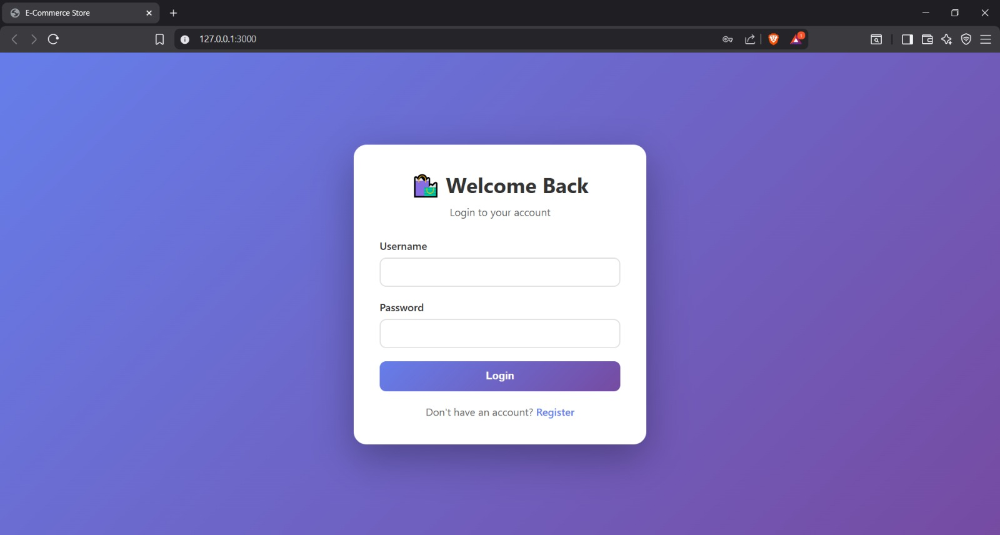 E-Commerce Store
127.0.0.1:3000
1
Welcome Back
Login to your account
Username
Password
Login
Don't have an account? Register